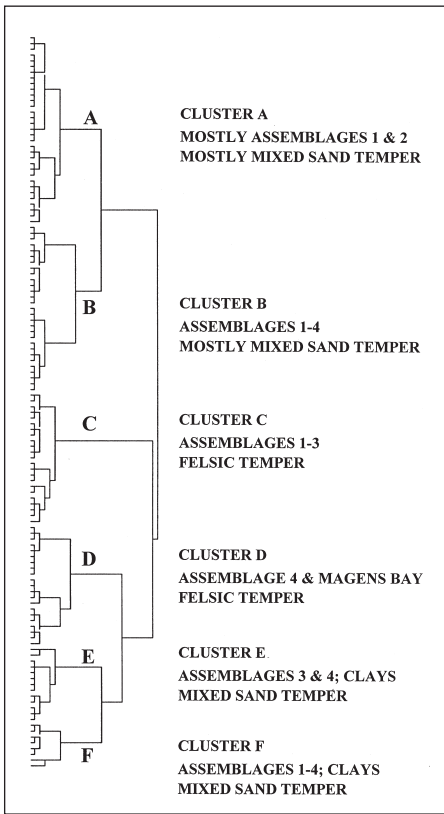 A
CLUSTER A
MOSTLY ASSEMBLAGES 1 & 2
MOSTLY MIXED SAND TEMPER
B
CLUSTER B
ASSEMBLAGES 1-4
MOSTLY MIXED SAND TEMPER
C
CLUSTER C
ASSEMBLAGES 1-3
FELSIC TEMPER
D
CLUSTER D
ASSEMBLAGE 4 & MAGENS BAY
FELSIC TEMPER
E
CLUSTER E
ASSEMBLAGES 3 & 4; CLAYS
MIXED SAND TEMPER
F
CLUSTER F
ASSEMBLAGES 1-4; CLAYS
MIXED SAND TEMPER